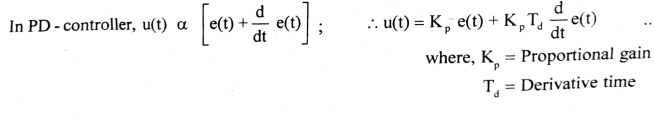 In PD - controller, u(t) α [e(t) + d/dt e(t)] ; ∴ u(t) = K_p e(t) + K_p T_d d/dt e(t) ..
where, K_p = Proportional gain
T_d = Derivative time